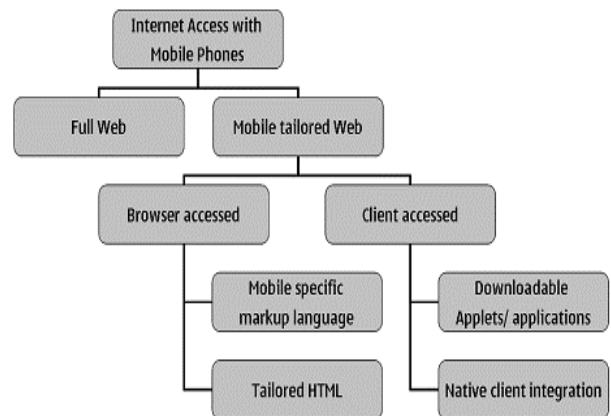 Internet Access with
Mobile Phones
Full Web
Mobile tailored Web
Browser accessed
Client accessed
Mobile specific
markup language
Downloadable
Applets/ applications
Tailored HTML
Native client integration